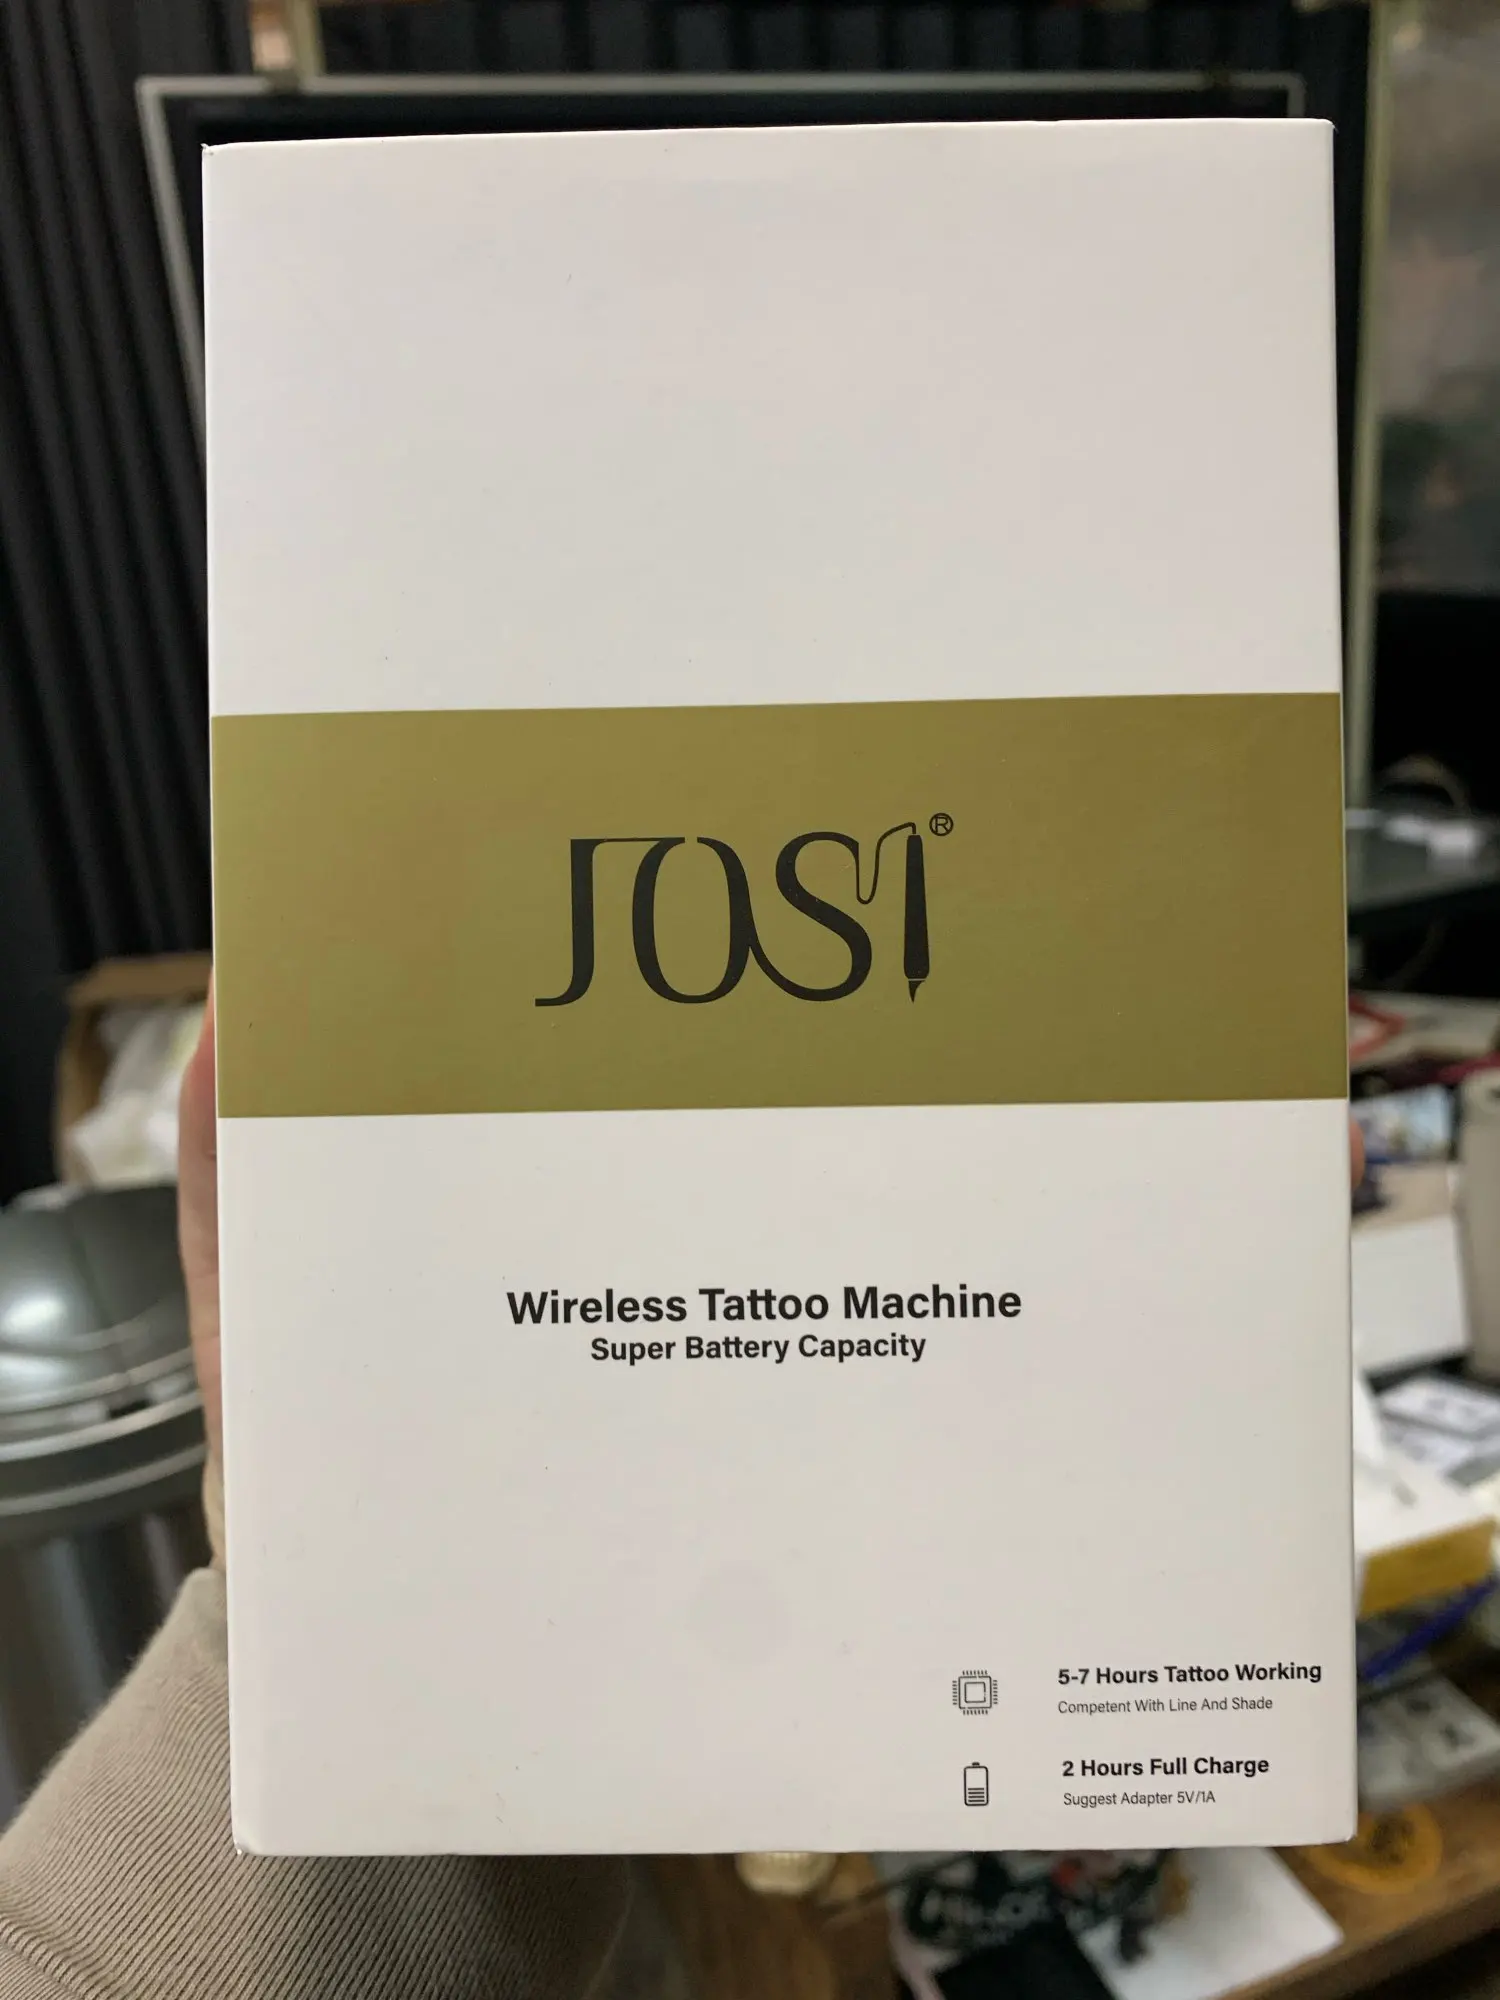 JOSI®
Wireless Tattoo Machine
Super Battery Capacity
5-7 Hours Tattoo Working
Competent With Line And Shade
2 Hours Full Charge
Suggest Adapter 5V/1A